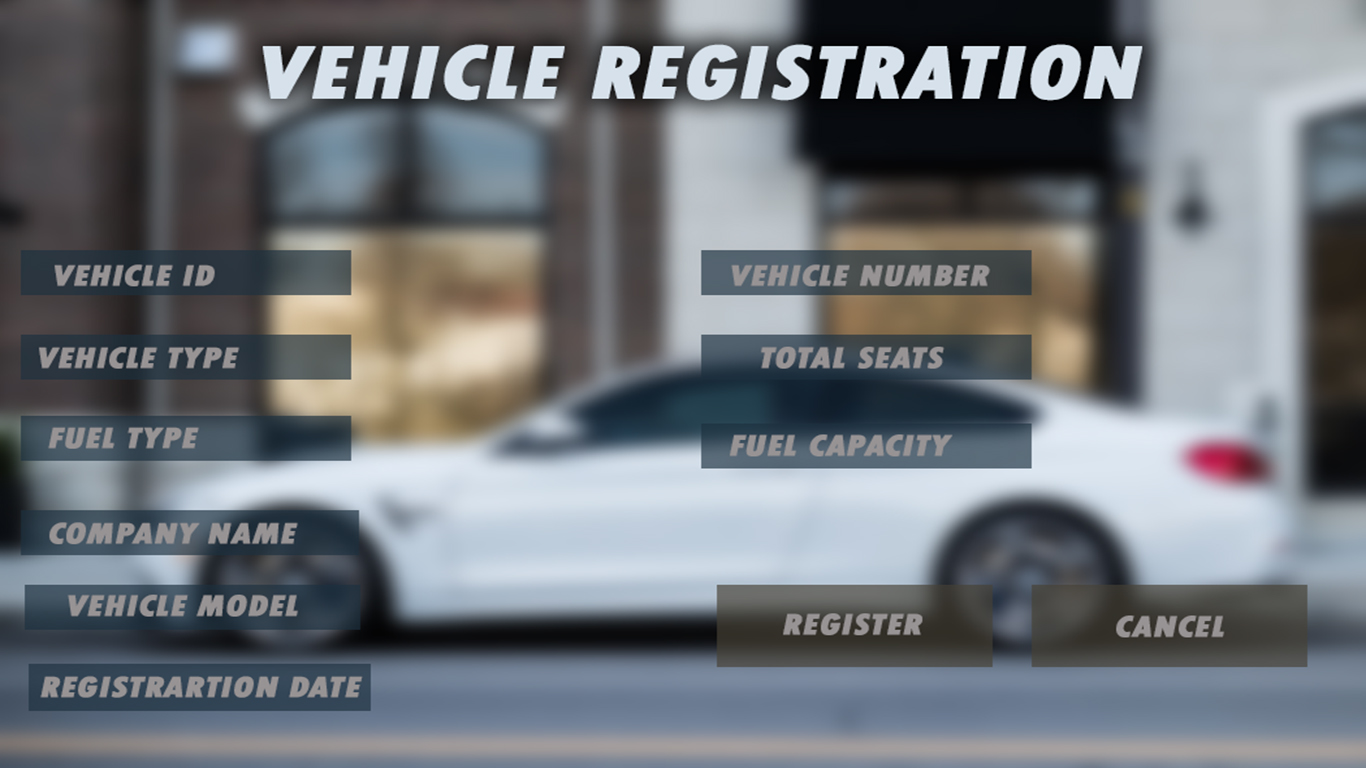 VEHICLE REGISTRATION
VEHICLE ID
VEHICLE NUMBER
VEHICLE TYPE
TOTAL SEATS
FUEL TYPE
FUEL CAPACITY
COMPANY NAME
VEHICLE MODEL
REGISTER
CANCEL
REGISTRARTION DATE